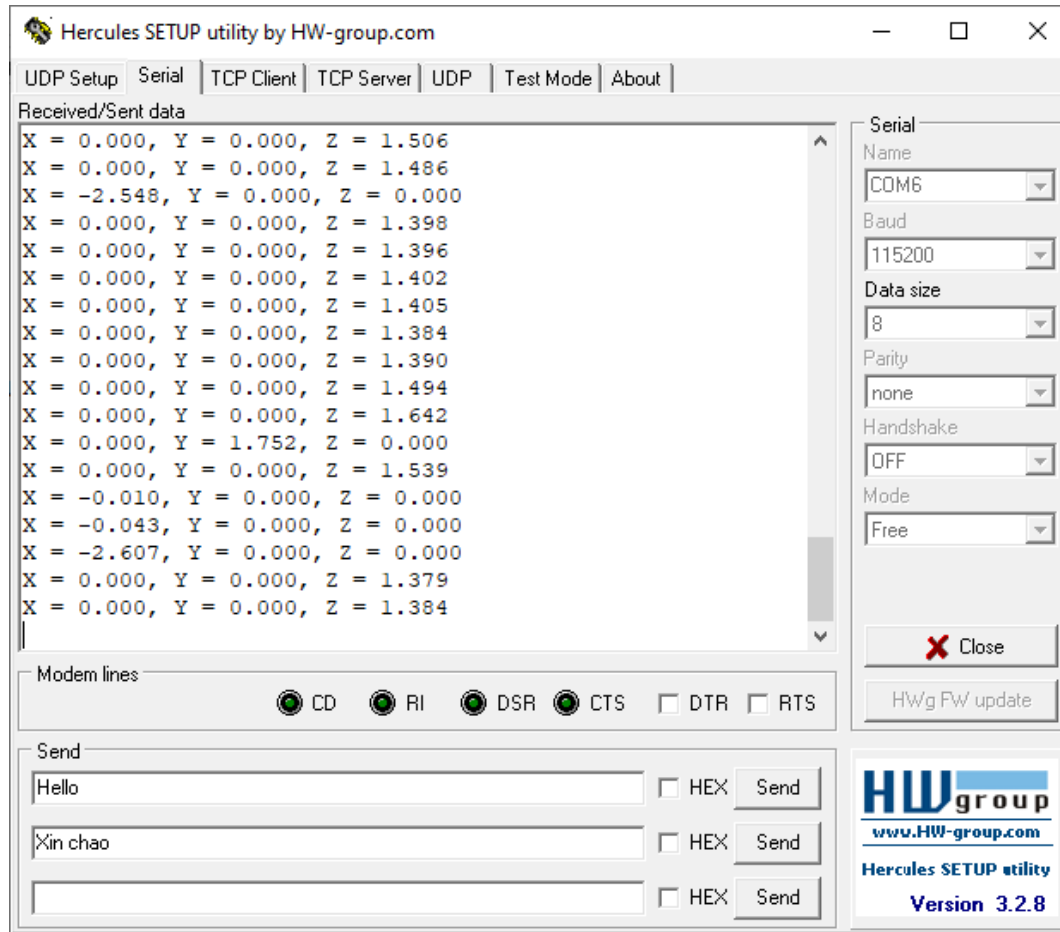 Hercules SETUP utility by HW-group.com
UDP Setup Serial TCP Client TCP Server UDP Test Mode About
Received/Sent data
X = 0.000, Y = 0.000, Z = 1.506
X = 0.000, Y = 0.000, Z = 1.486
X = -2.548, Y = 0.000, Z = 0.000
X = 0.000, Y = 0.000, Z = 1.398
X = 0.000, Y = 0.000, Z = 1.396
X = 0.000, Y = 0.000, Z = 1.402
X = 0.000, Y = 0.000, Z = 1.405
X = 0.000, Y = 0.000, Z = 1.384
X = 0.000, Y = 0.000, Z = 1.390
X = 0.000, Y = 0.000, Z = 1.494
X = 0.000, Y = 0.000, Z = 1.642
X = 0.000, Y = 1.752, Z = 0.000
X = 0.000, Y = 0.000, Z = 1.539
X = -0.010, Y = 0.000, Z = 0.000
X = -0.043, Y = 0.000, Z = 0.000
X = -2.607, Y = 0.000, Z = 0.000
X = 0.000, Y = 0.000, Z = 1.379
X = 0.000, Y = 0.000, Z = 1.384
Serial
Name
COM6
Baud
115200
Data size
8
Parity
none
Handshake
OFF
Mode
Free
Close
HWg FW update
Modem lines
CD RI DSR CTS DTR RTS
Send
Hello HEX Send
Xin chao HEX Send
HEX Send
HW group
www.HW-group.com
Hercules SETUP utility
Version 3.2.8